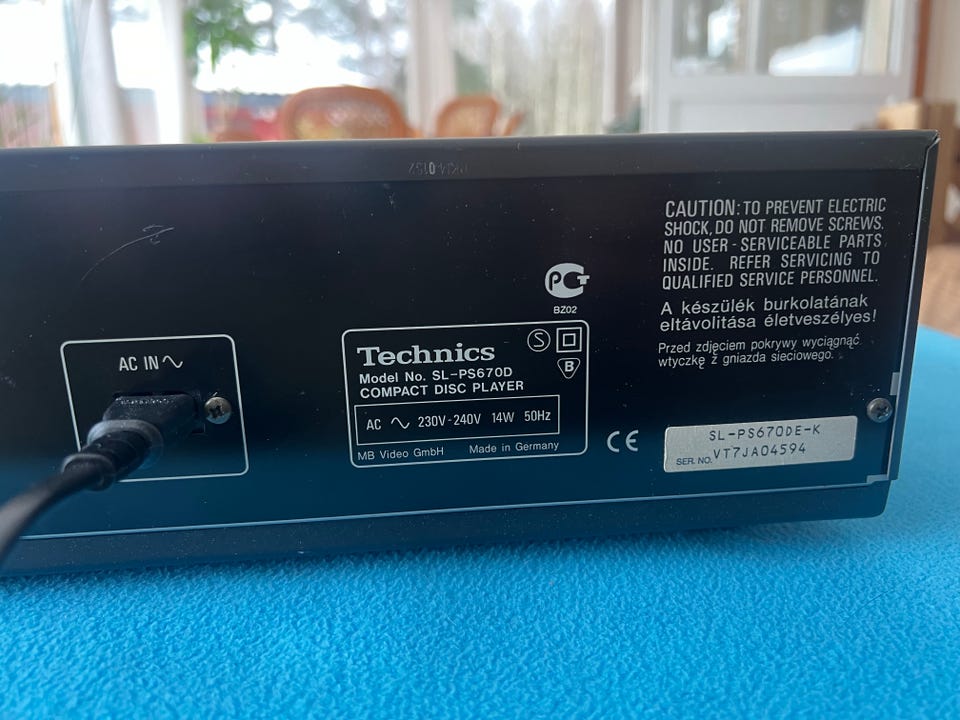 AC IN
BZ02
Technics
Model No. SL-PS670D
COMPACT DISC PLAYER
AC 230V-240V 14W 50Hz
MB Video GmbH Made in Germany
S
B
CE
CAUTION: TO PREVENT ELECTRIC
SHOCK, DO NOT REMOVE SCREWS.
NO USER-SERVICEABLE PARTS
INSIDE. REFER SERVICING TO
QUALIFIED SERVICE PERSONNEL.
A készülék burkolatának
eltávolitása életveszélyes!
Przed zdjęciem pokrywy wyciągnąć
wtyczkę z gniazda sieciowego.
SL-PS670DE-K
SER. NO. VT7JA04594